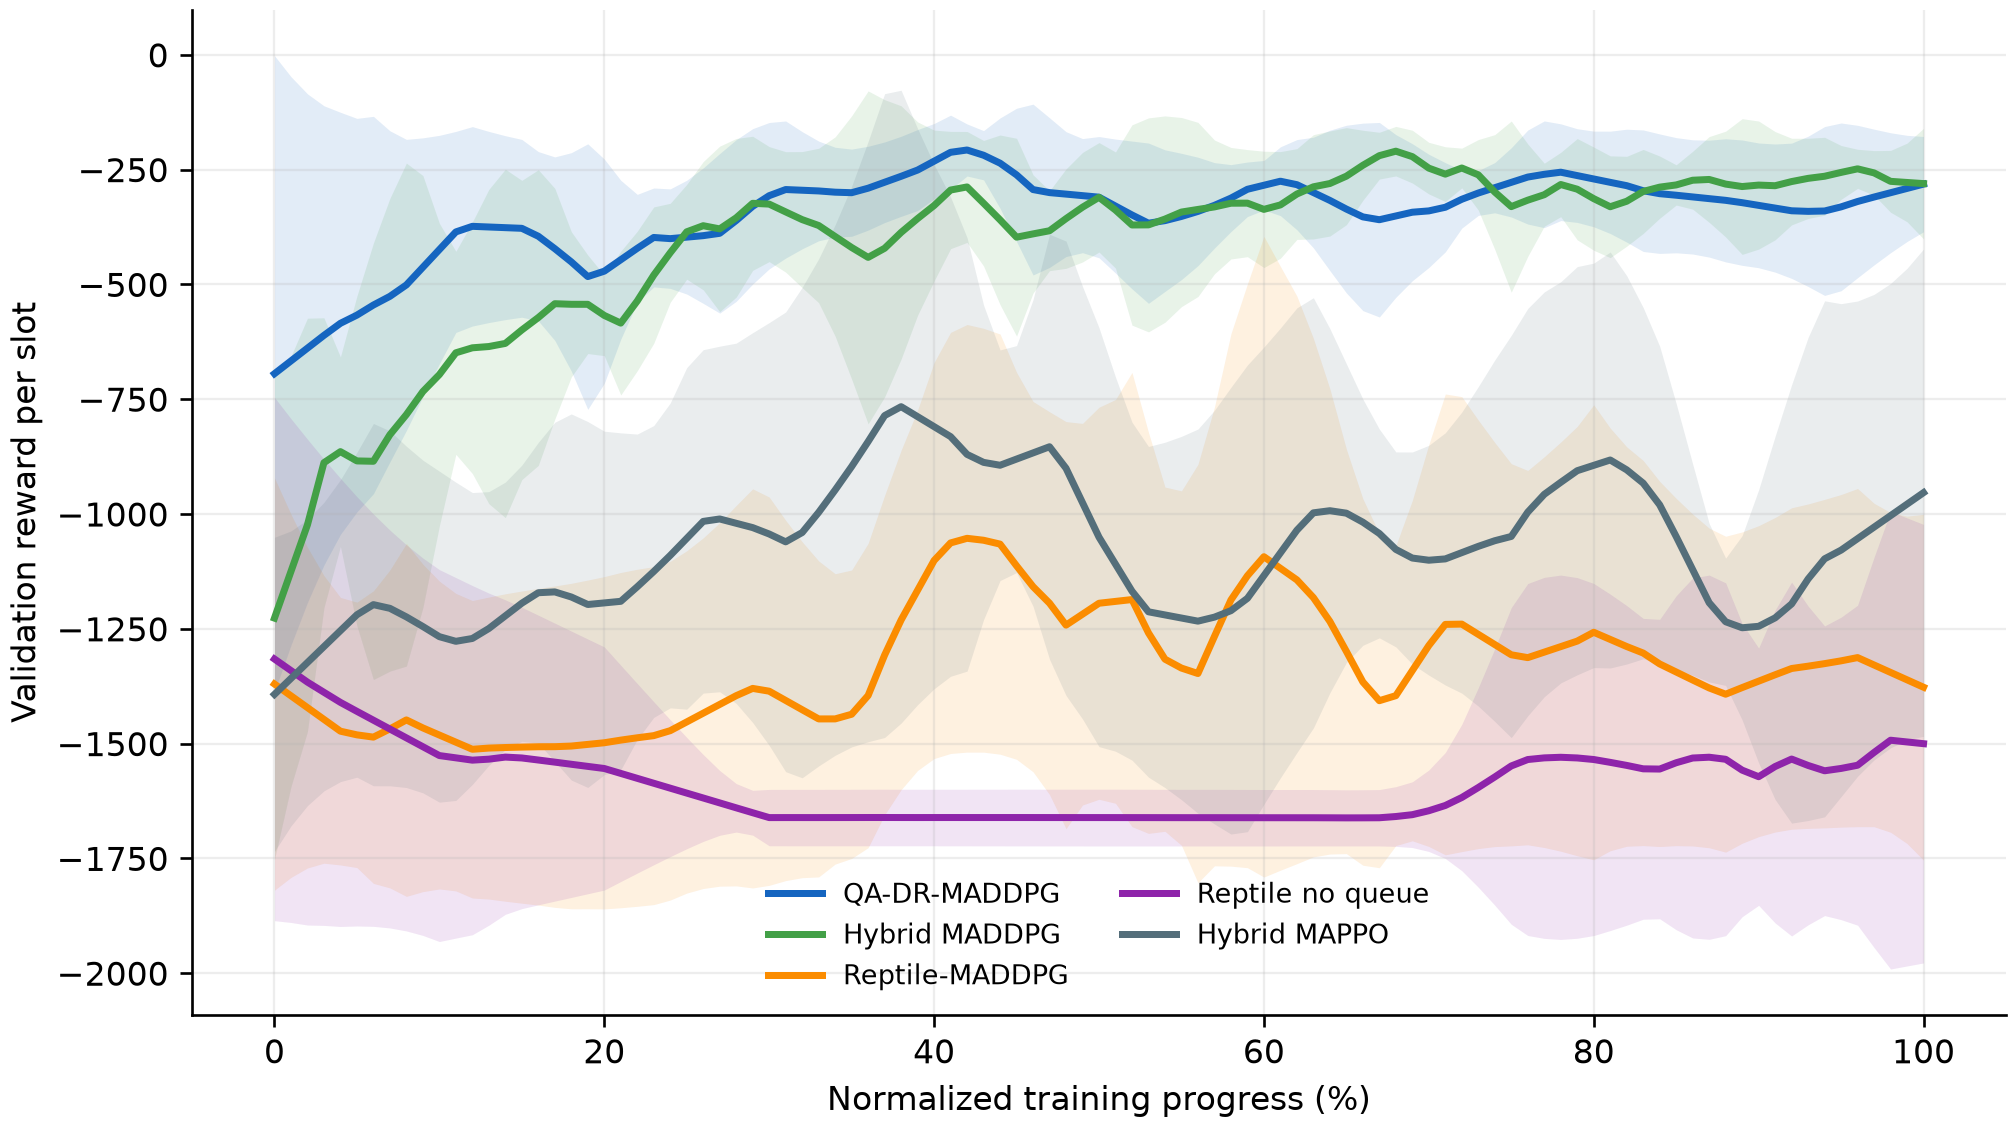 0
−250
−500
−750
−1000
−1250
−1500
−1750
−2000
Validation reward per slot
QA-DR-MADDPG
Hybrid MADDPG
Reptile-MADDPG
Reptile no queue
Hybrid MAPPO
0 20 40 60 80 100
Normalized training progress (%)